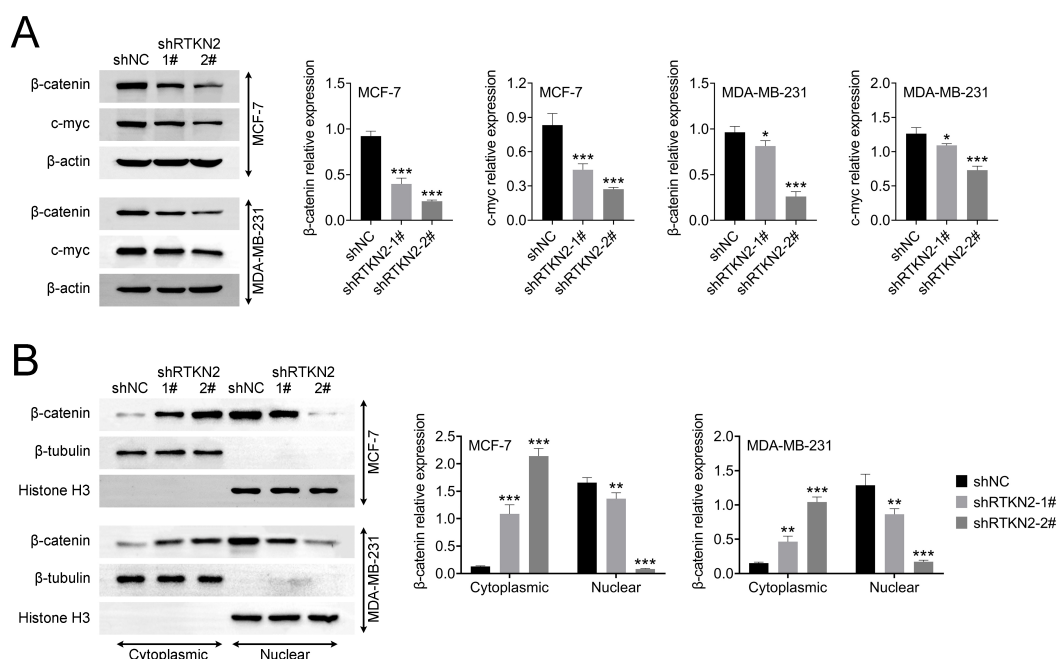 A
shRTKN2
shNC 1# 2#
β-catenin
c-myc
β-actin
MCF-7
β-catenin
c-myc
β-actin
MDA-MB-231
β-catenin relative expression
1.5
1.0
0.5
0.0
MCF-7
***
***
shNC
shRTKN2-1#
shRTKN2-2#
c-myc relative expression
1.2
0.9
0.6
0.3
0.0
MCF-7
***
***
shNC
shRTKN2-1#
shRTKN2-2#
β-catenin relative expression
1.5
1.0
0.5
0.0
MDA-MB-231
*
***
shNC
shRTKN2-1#
shRTKN2-2#
c-myc relative expression
2.0
1.5
1.0
0.5
0.0
MDA-MB-231
*
***
shNC
shRTKN2-1#
shRTKN2-2#
B
shRTKN2 shRTKN2
shNC 1# 2# shNC 1# 2#
β-catenin
β-tubulin
Histone H3
MCF-7
β-catenin
β-tubulin
Histone H3
MDA-MB-231
Cytoplasmic Nuclear
β-catenin relative expression
2.5
2.0
1.5
1.0
0.5
0.0
MCF-7
***
***
**
***
Cytoplasmic Nuclear
β-catenin relative expression
2.0
1.5
1.0
0.5
0.0
MDA-MB-231
**
***
**
***
Cytoplasmic Nuclear
shNC
shRTKN2-1#
shRTKN2-2#